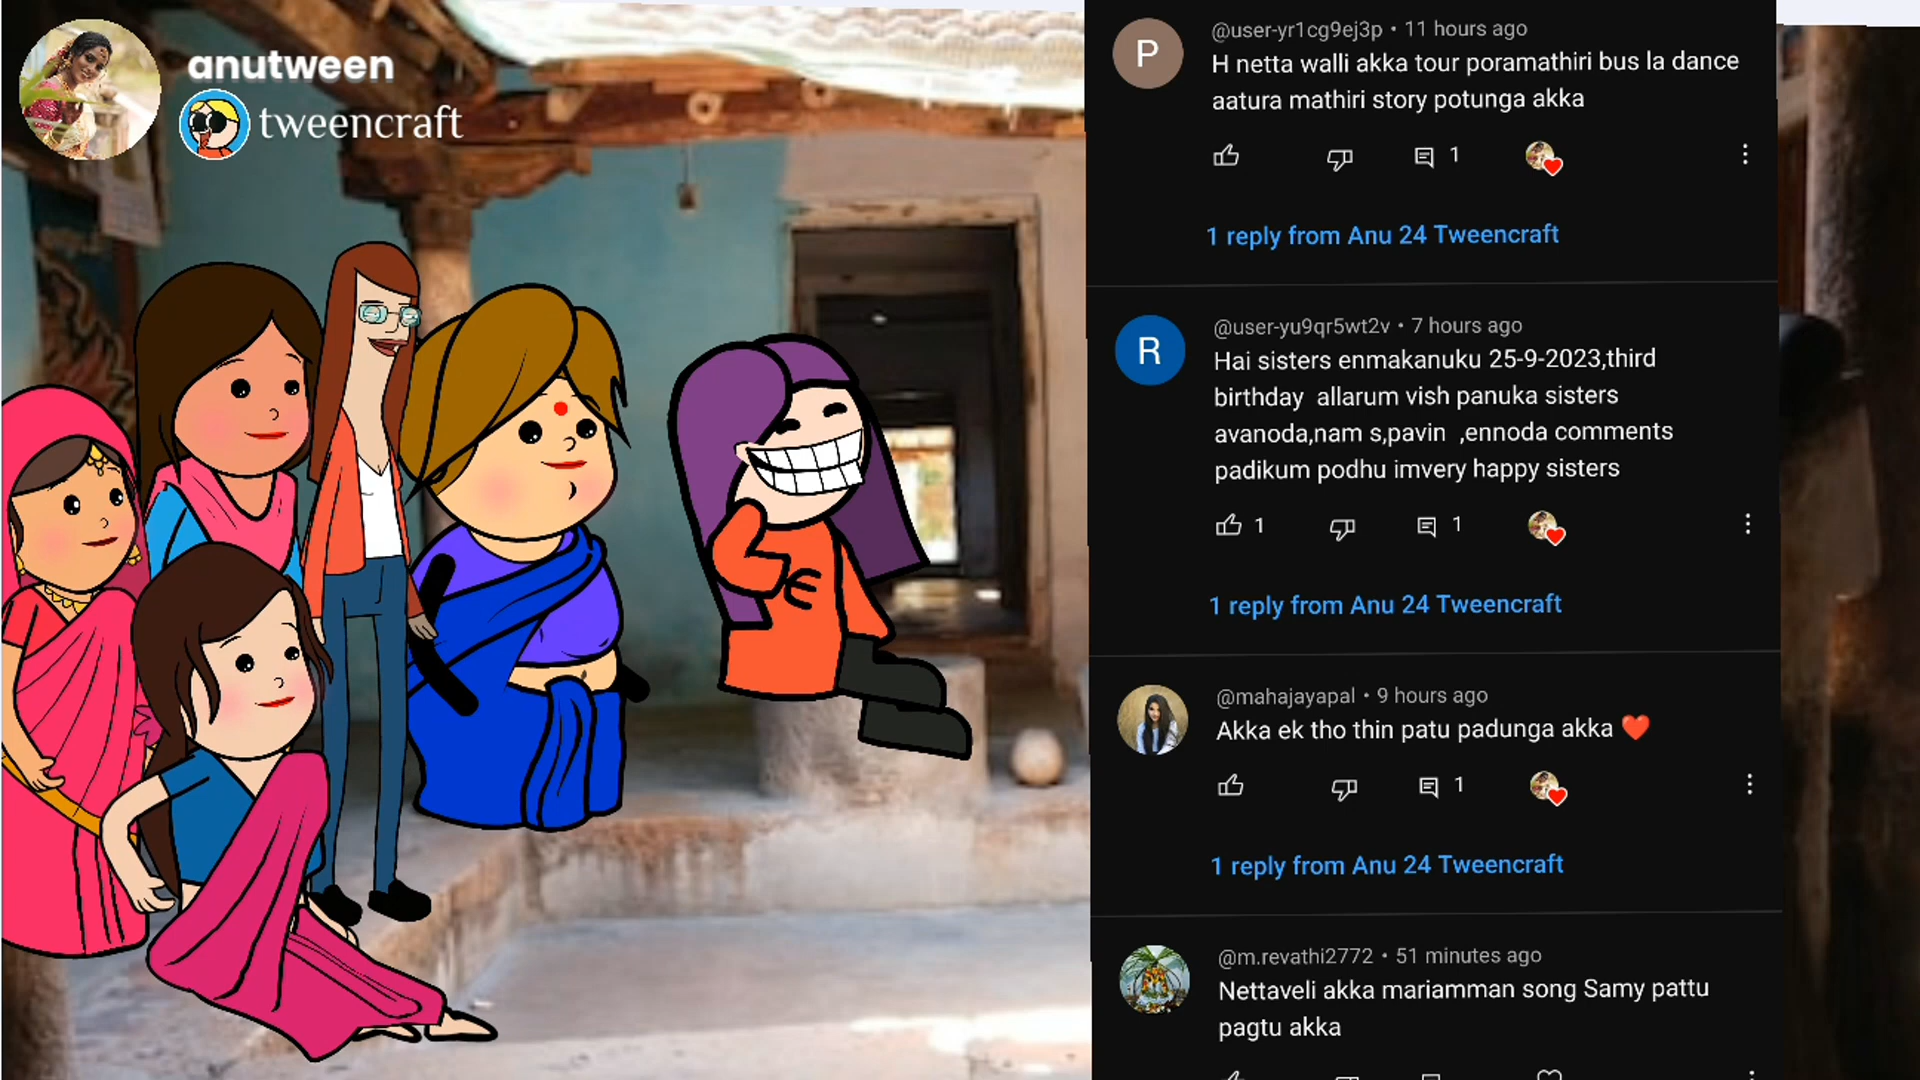 anutween
tweencraft
P
@user-yr1cg9ej3p • 11 hours ago
H netta walli akka tour poramathiri bus la dance
aatura mathiri story potunga akka
1
1 reply from Anu 24 Tweencraft
R
@user-yu9qr5wt2v • 7 hours ago
Hai sisters enmakanuku 25-9-2023,third
birthday allarum vish panuka sisters
avanoda,nam s,pavin ,ennoda comments
padikum podhu imvery happy sisters
1 1
1 reply from Anu 24 Tweencraft
@mahajayapal • 9 hours ago
Akka ek tho thin patu padunga akka ❤️
1
1 reply from Anu 24 Tweencraft
@m.revathi2772 • 51 minutes ago
Nettaveli akka mariamman song Samy pattu
pagtu akka